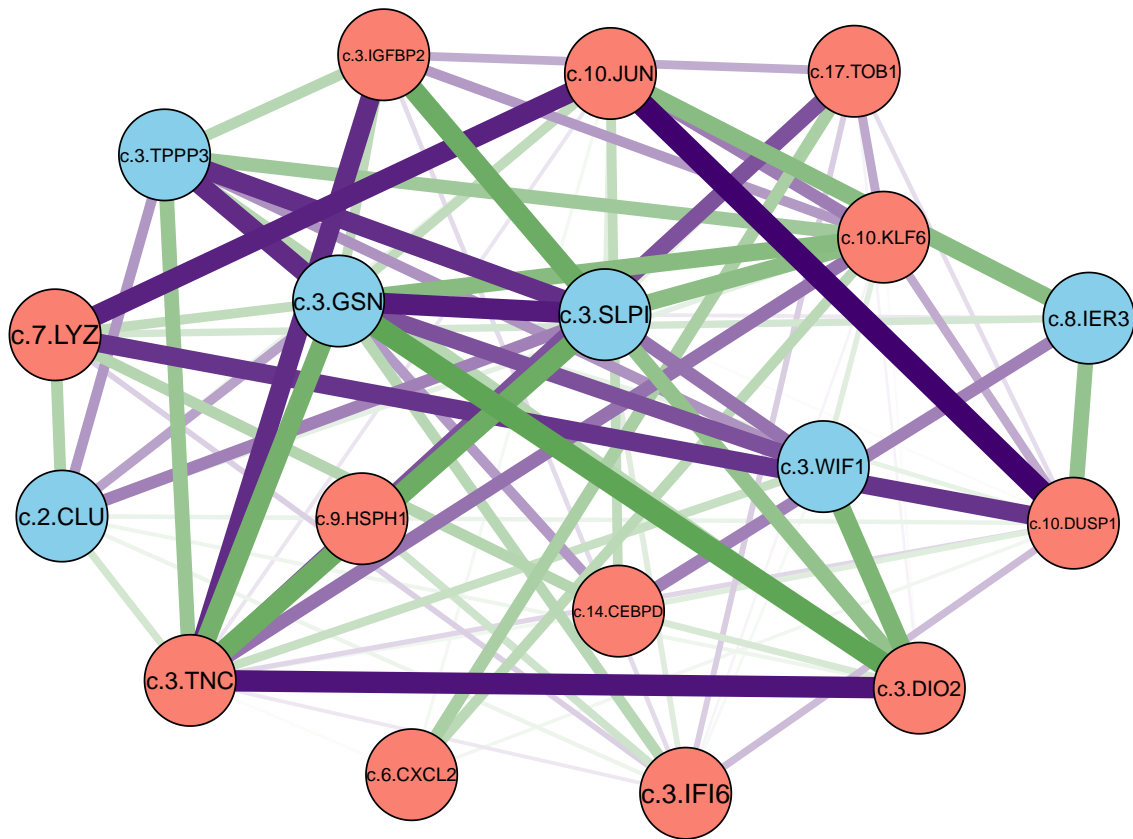 c.3.IGFBP2
c.10.JUN
c.17.TOB1
c.3.TPPP3
c.10.KLF6
c.3.GSN
c.3.SLPI
c.8.IER3
c.7.LYZ
c.3.WIF1
c.2.CLU
c.9.HSPH1
c.10.DUSP1
c.14.CEBPD
c.3.TNC
c.3.DIO2
c.6.CXCL2
c.3.IFI6